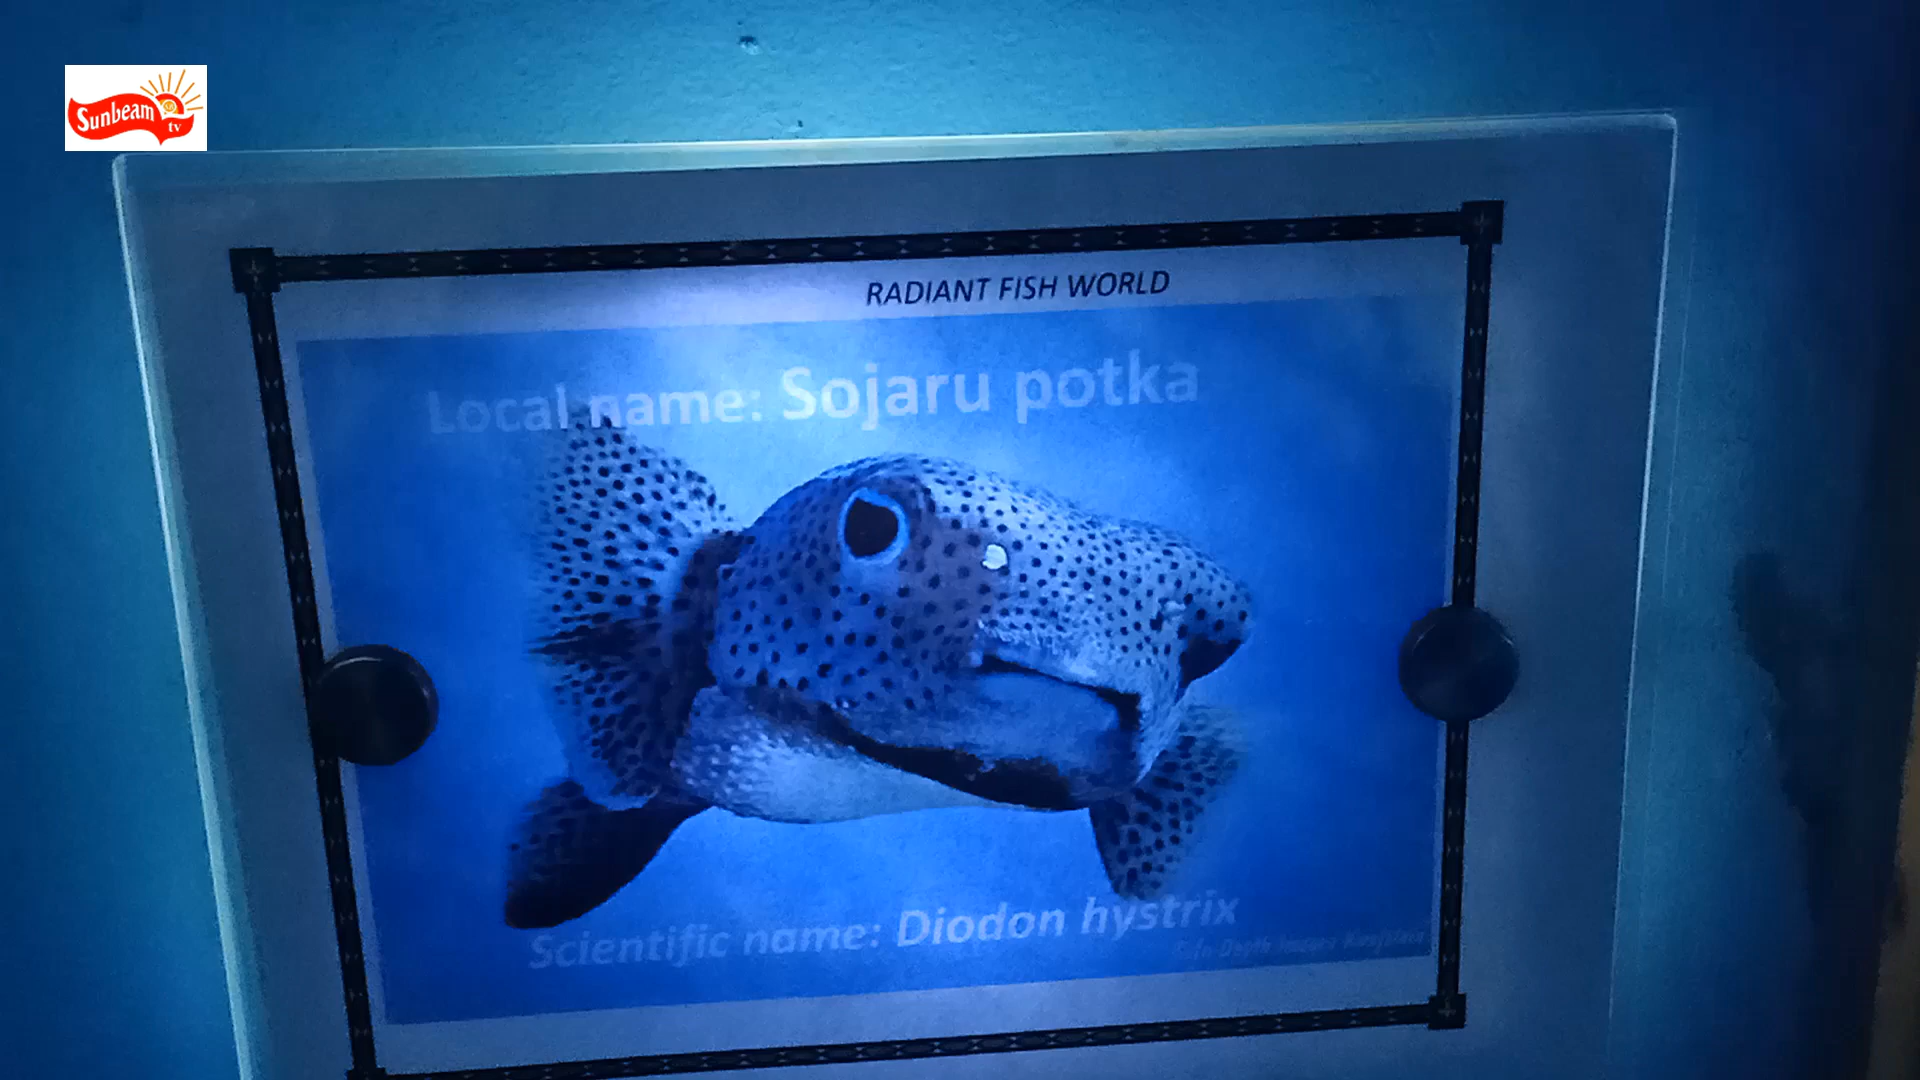 Sunbeam
tv
RADIANT FISH WORLD
Local name: Sojaru potka
Scientific name: Diodon hystrix